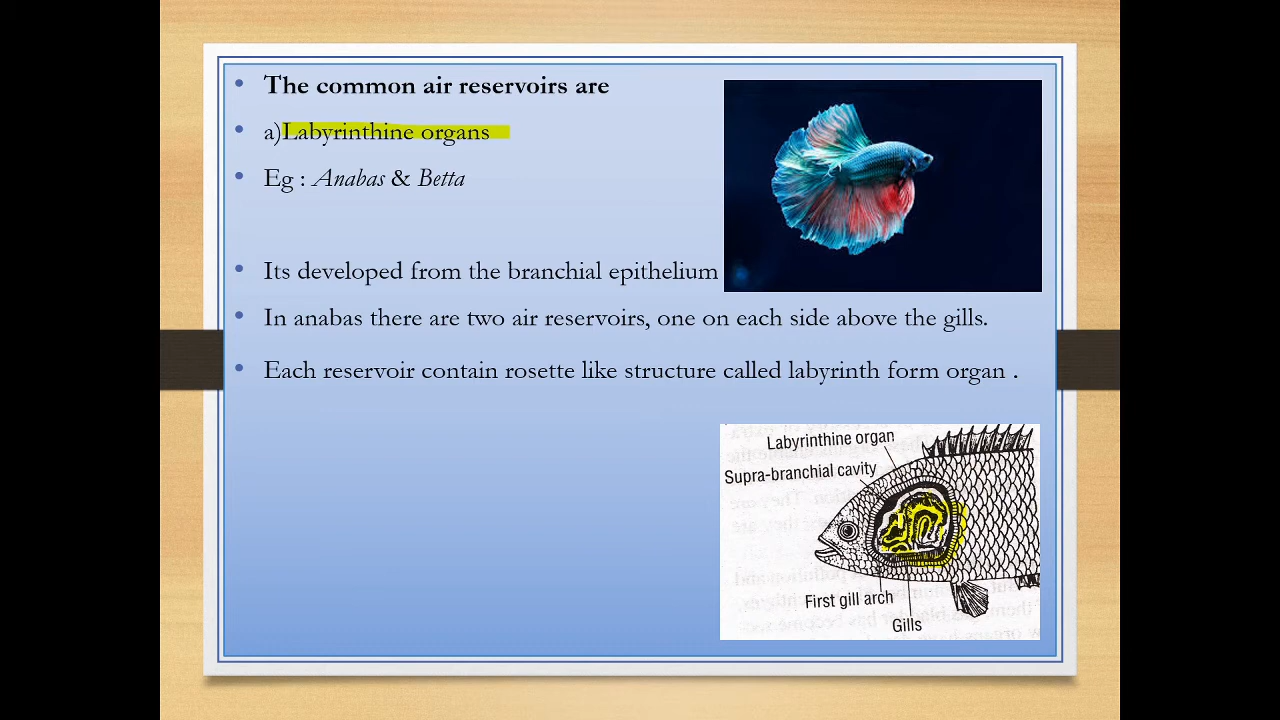 The common air reservoirs are
a)Labyrinthine organs
Eg : Anabas & Betta
Its developed from the branchial epithelium
In anabas there are two air reservoirs, one on each side above the gills.
Each reservoir contain rosette like structure called labyrinth form organ .
Labyrinthine organ
Supra-branchial cavity
First gill arch
Gills